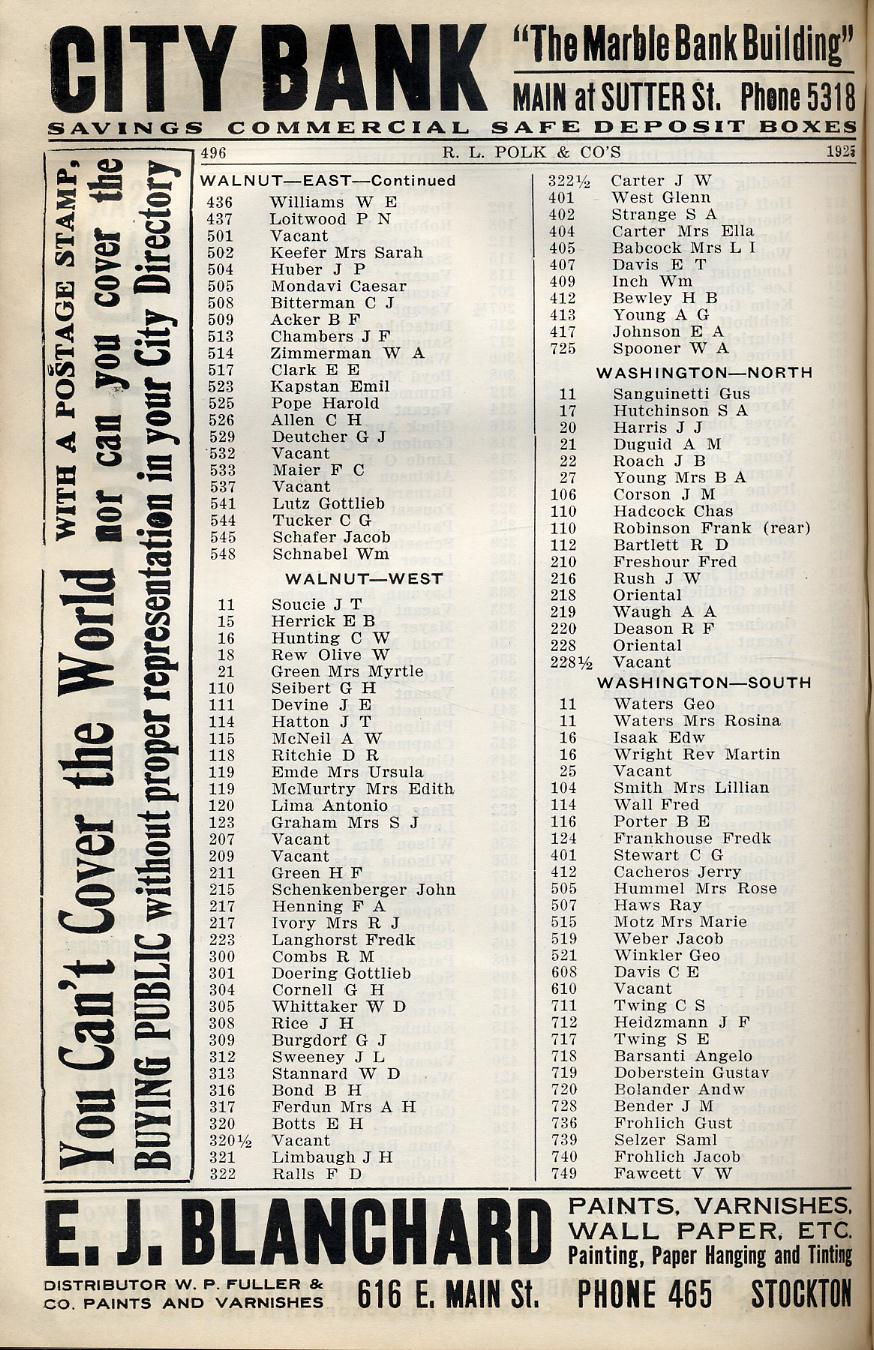 CITY BANK
“The Marble Bank Building”
MAIN at SUTTER St. Phone 5318
SAVINGS COMMERCIAL SAFE DEPOSIT BOXES
You Can't Cover the World WITH A POSTAGE STAMP, nor can you cover the
BUYING PUBLIC without proper representation in your City Directory
496 R. L. POLK & CO'S 1925
WALNUT—EAST—Continued
436 Williams W E
437 Loitwood P N
501 Vacant
502 Keefer Mrs Sarah
504 Huber J P
505 Mondavi Caesar
508 Bitterman C J
509 Acker B F
513 Chambers J F
514 Zimmerman W A
517 Clark E E
523 Kapstan Emil
525 Pope Harold
526 Allen C H
529 Deutcher G J
532 Vacant
533 Maier F C
537 Vacant
541 Lutz Gottlieb
544 Tucker C G
545 Schafer Jacob
548 Schnabel Wm
WALNUT—WEST
11 Soucie J T
15 Herrick E B
16 Hunting C W
18 Rew Olive W
21 Green Mrs Myrtle
110 Seibert G H
111 Devine J E
114 Hatton J T
115 McNeil A W
118 Ritchie D R
119 Emde Mrs Ursula
119 McMurtry Mrs Edith
120 Lima Antonio
123 Graham Mrs S J
207 Vacant
209 Vacant
211 Green H F
215 Schenkenberger John
217 Henning F A
217 Ivory Mrs R J
223 Langhorst Fredk
300 Combs R M
301 Doering Gottlieb
304 Cornell G H
305 Whittaker W D
308 Rice J H
309 Burgdorf G J
312 Sweeney J L
313 Stannard W D
316 Bond B H
317 Ferdun Mrs A H
320 Botts E H
320½ Vacant
321 Limbaugh J H
322 Ralls F D
322½ Carter J W
401 West Glenn
402 Strange S A
404 Carter Mrs Ella
405 Babcock Mrs L I
407 Davis E T
409 Inch Wm
412 Bewley H B
413 Young A G
417 Johnson E A
725 Spooner W A
WASHINGTON—NORTH
11 Sanguinetti Gus
17 Hutchinson S A
20 Harris J J
21 Duguid A M
22 Roach J B
27 Young Mrs B A
106 Corson J M
110 Hadcock Chas
110 Robinson Frank (rear)
112 Bartlett R D
210 Freshour Fred
216 Rush J W
218 Oriental
219 Waugh A A
220 Deason R F
228 Oriental
228½ Vacant
WASHINGTON—SOUTH
11 Waters Geo
11 Waters Mrs Rosina
16 Isaak Edw
16 Wright Rev Martin
25 Vacant
104 Smith Mrs Lillian
114 Wall Fred
116 Porter B E
124 Frankhouse Fredk
401 Stewart C G
412 Cacheros Jerry
505 Hummel Mrs Rose
507 Haws Ray
515 Motz Mrs Marie
519 Weber Jacob
521 Winkler Geo
608 Davis C E
610 Vacant
711 Twing C S
712 Heidzmann J F
717 Twing S E
718 Barsanti Angelo
719 Doberstein Gustav
720 Bolander Andw
728 Bender J M
736 Frohlich Gust
739 Selzer Saml
740 Frohlich Jacob
749 Fawcett V W
E. J. BLANCHARD
PAINTS, VARNISHES,
WALL PAPER, ETC.
Painting, Paper Hanging and Tinting
DISTRIBUTOR W. P. FULLER &
CO. PAINTS AND VARNISHES
616 E. MAIN St. PHONE 465 STOCKTON